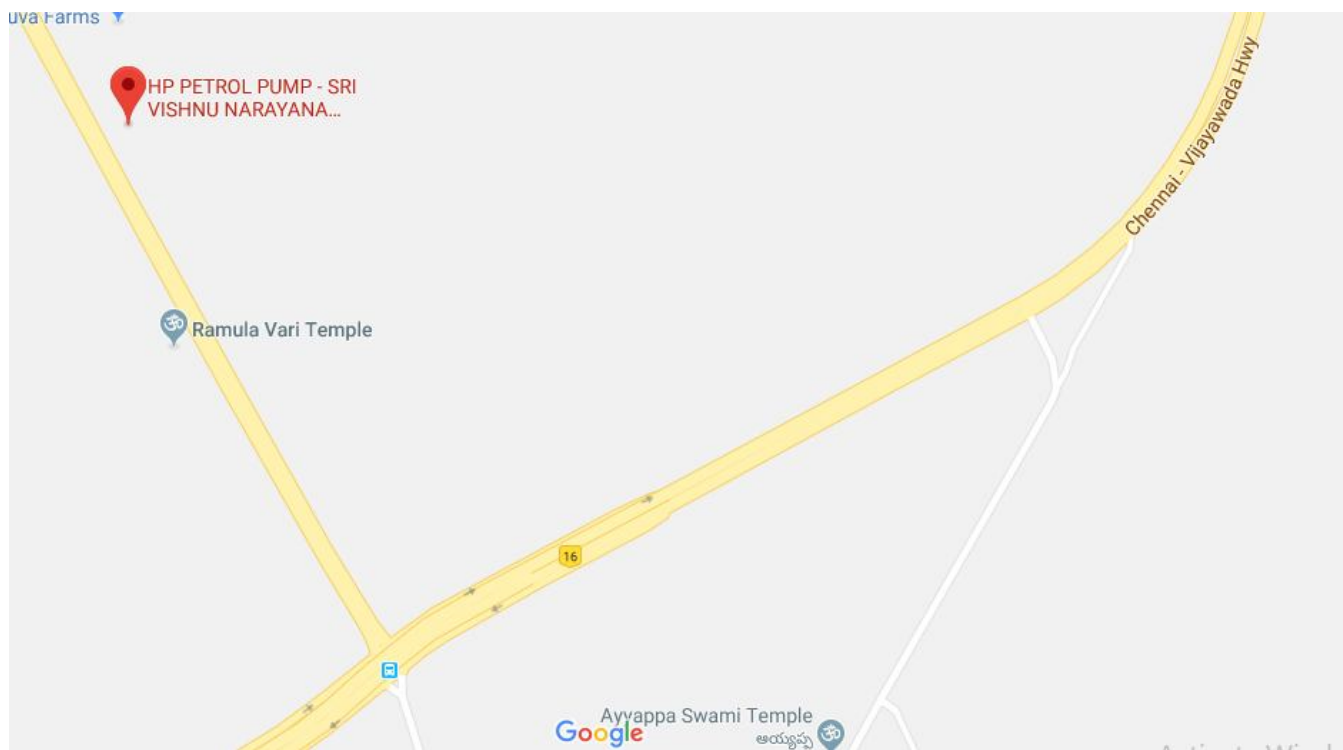 uva Farms
HP PETROL PUMP - SRI
VISHNU NARAYANA...
Chennai - Vijayawada Hwy
Ramula Vari Temple
16
Ayyappa Swami Temple
అయ్యప్ప
Google